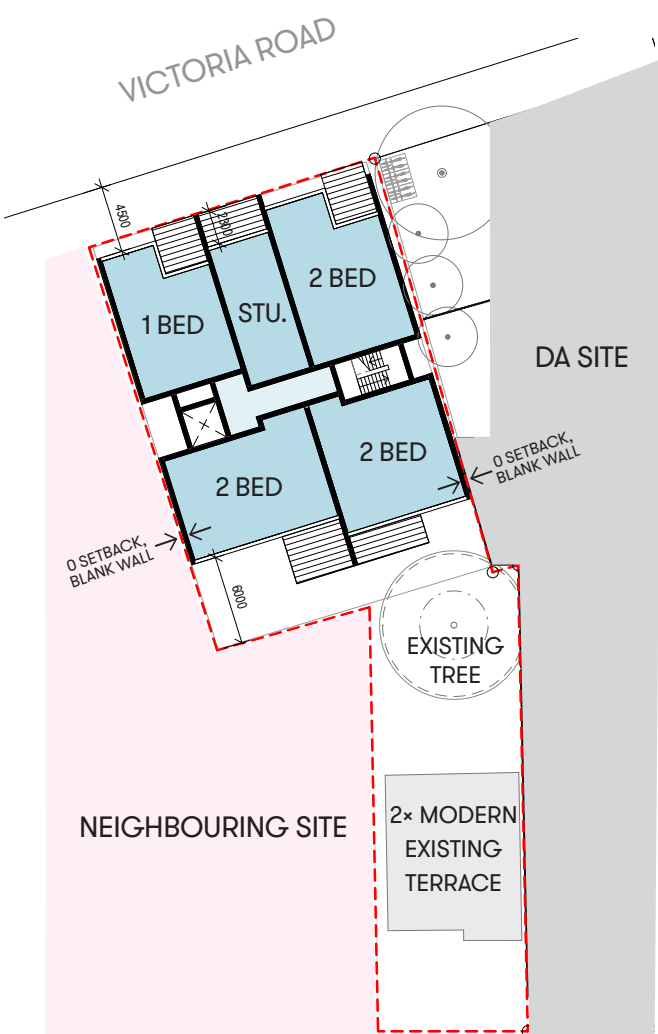 VICTORIA ROAD
4500
2800
2 BED
1 BED
STU.
DA SITE
2 BED
2 BED
0 SETBACK,
BLANK WALL
0 SETBACK,
BLANK WALL
6000
EXISTING
TREE
NEIGHBOURING SITE
2× MODERN
EXISTING
TERRACE